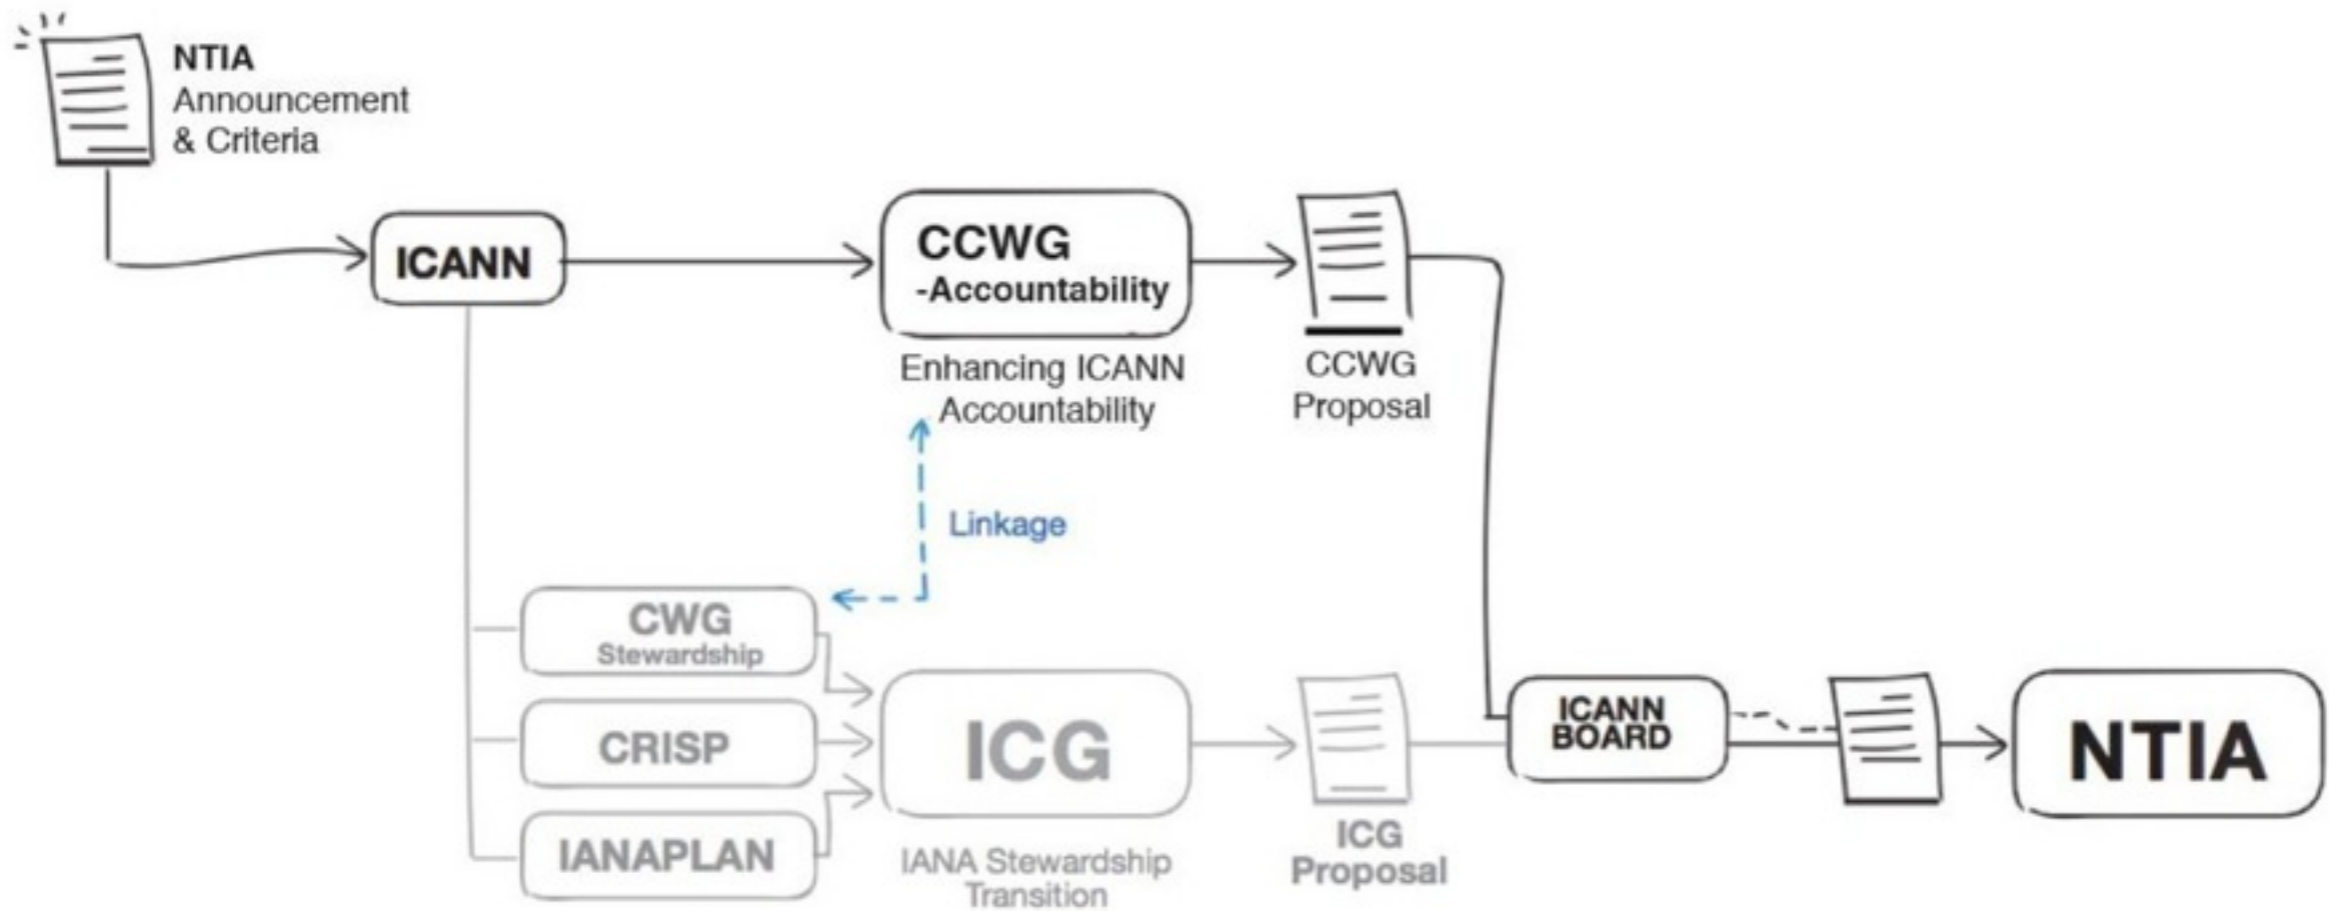 NTIA
Announcement
& Criteria
ICANN
CCWG
-Accountability
Enhancing ICANN
Accountability
CCWG
Proposal
Linkage
CWG
Stewardship
CRISP
IANAPLAN
ICG
IANA Stewardship
Transition
ICG
Proposal
ICANN
BOARD
NTIA